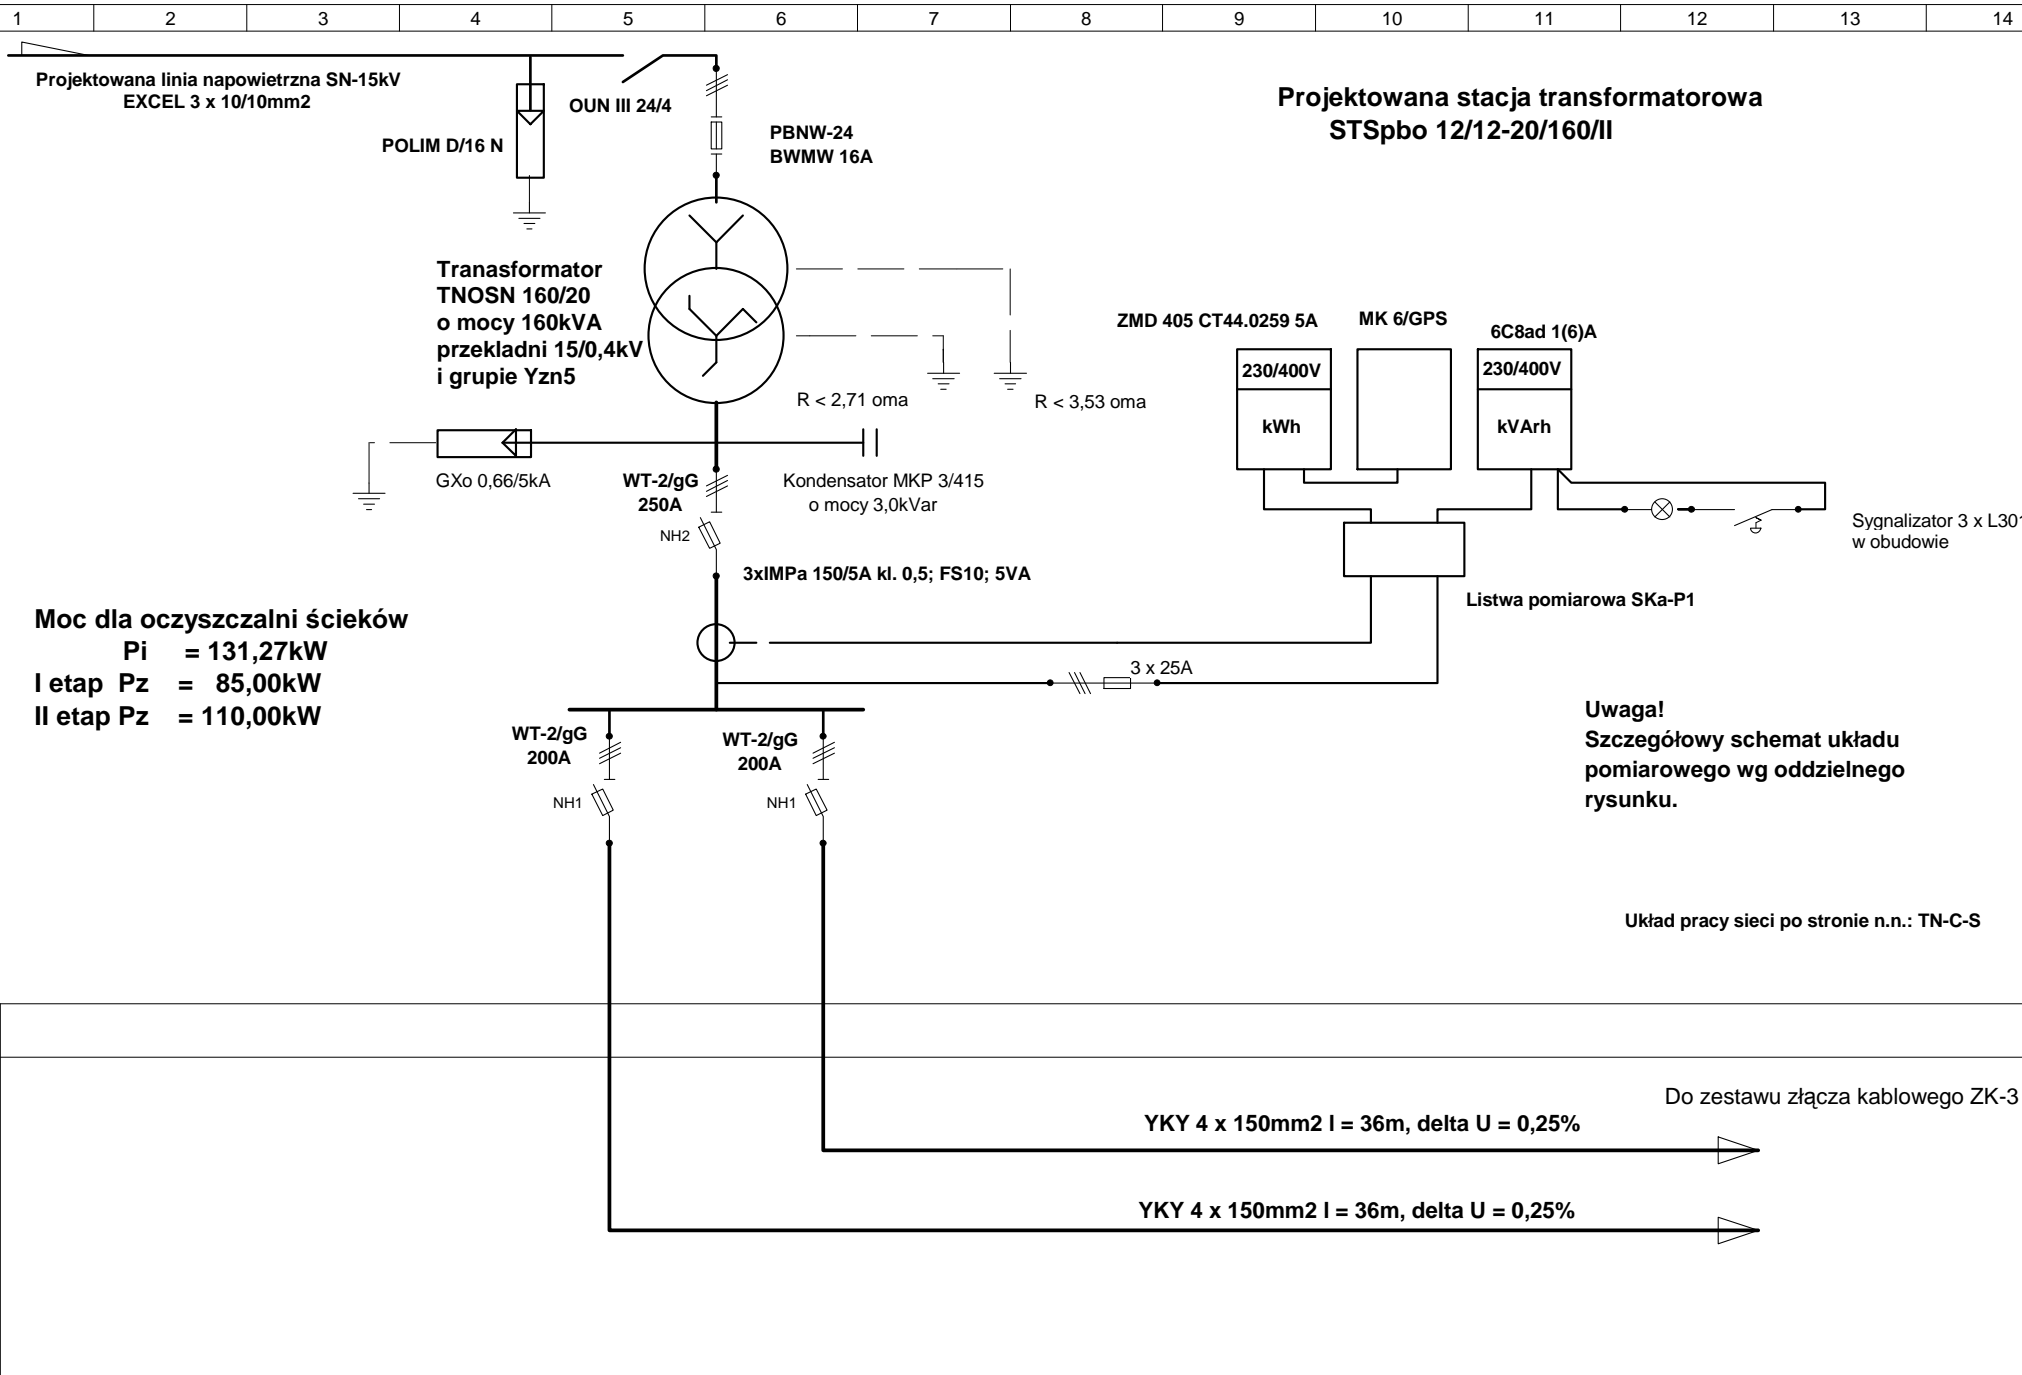 1 2 3 4 5 6 7 8 9 10 11 12 13 14
Projektowana linia napowietrzna SN-15kV
EXCEL 3 x 10/10mm2
POLIM D/16 N
OUN III 24/4
PBNW-24
BWMW 16A
Projektowana stacja transformatorowa
STSpbo 12/12-20/160/II
Tranasformator
TNOSN 160/20
o mocy 160kVA
przekladni 15/0,4kV
i grupie Yzn5
R < 2,71 oma
R < 3,53 oma
ZMD 405 CT44.0259 5A
MK 6/GPS
6C8ad 1(6)A
230/400V
kWh
230/400V
kVArh
GXo 0,66/5kA
WT-2/gG
250A
NH2
Kondensator MKP 3/415
o mocy 3,0kVar
Sygnalizator 3 x L301
w obudowie
3xIMPa 150/5A kl. 0,5; FS10; 5VA
Listwa pomiarowa SKa-P1
Moc dla oczyszczalni ścieków
Pi = 131,27kW
I etap Pz = 85,00kW
II etap Pz = 110,00kW
3 x 25A
WT-2/gG
200A
NH1
WT-2/gG
200A
NH1
Uwaga!
Szczegółowy schemat układu
pomiarowego wg oddzielnego
rysunku.
Układ pracy sieci po stronie n.n.: TN-C-S
Do zestawu złącza kablowego ZK-3
YKY 4 x 150mm2 l = 36m, delta U = 0,25%
YKY 4 x 150mm2 l = 36m, delta U = 0,25%